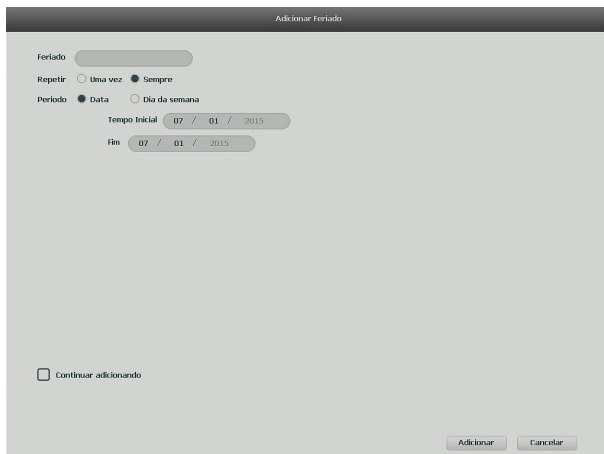 Adicionar Feriado
Feriado
Repetir Uma vez Sempre
Periodo Data Dia da semana
Tempo Inicial 07 / 01 / 2015
Fim 07 / 01 / 2015
Continuar adicionando
Adicionar Cancelar